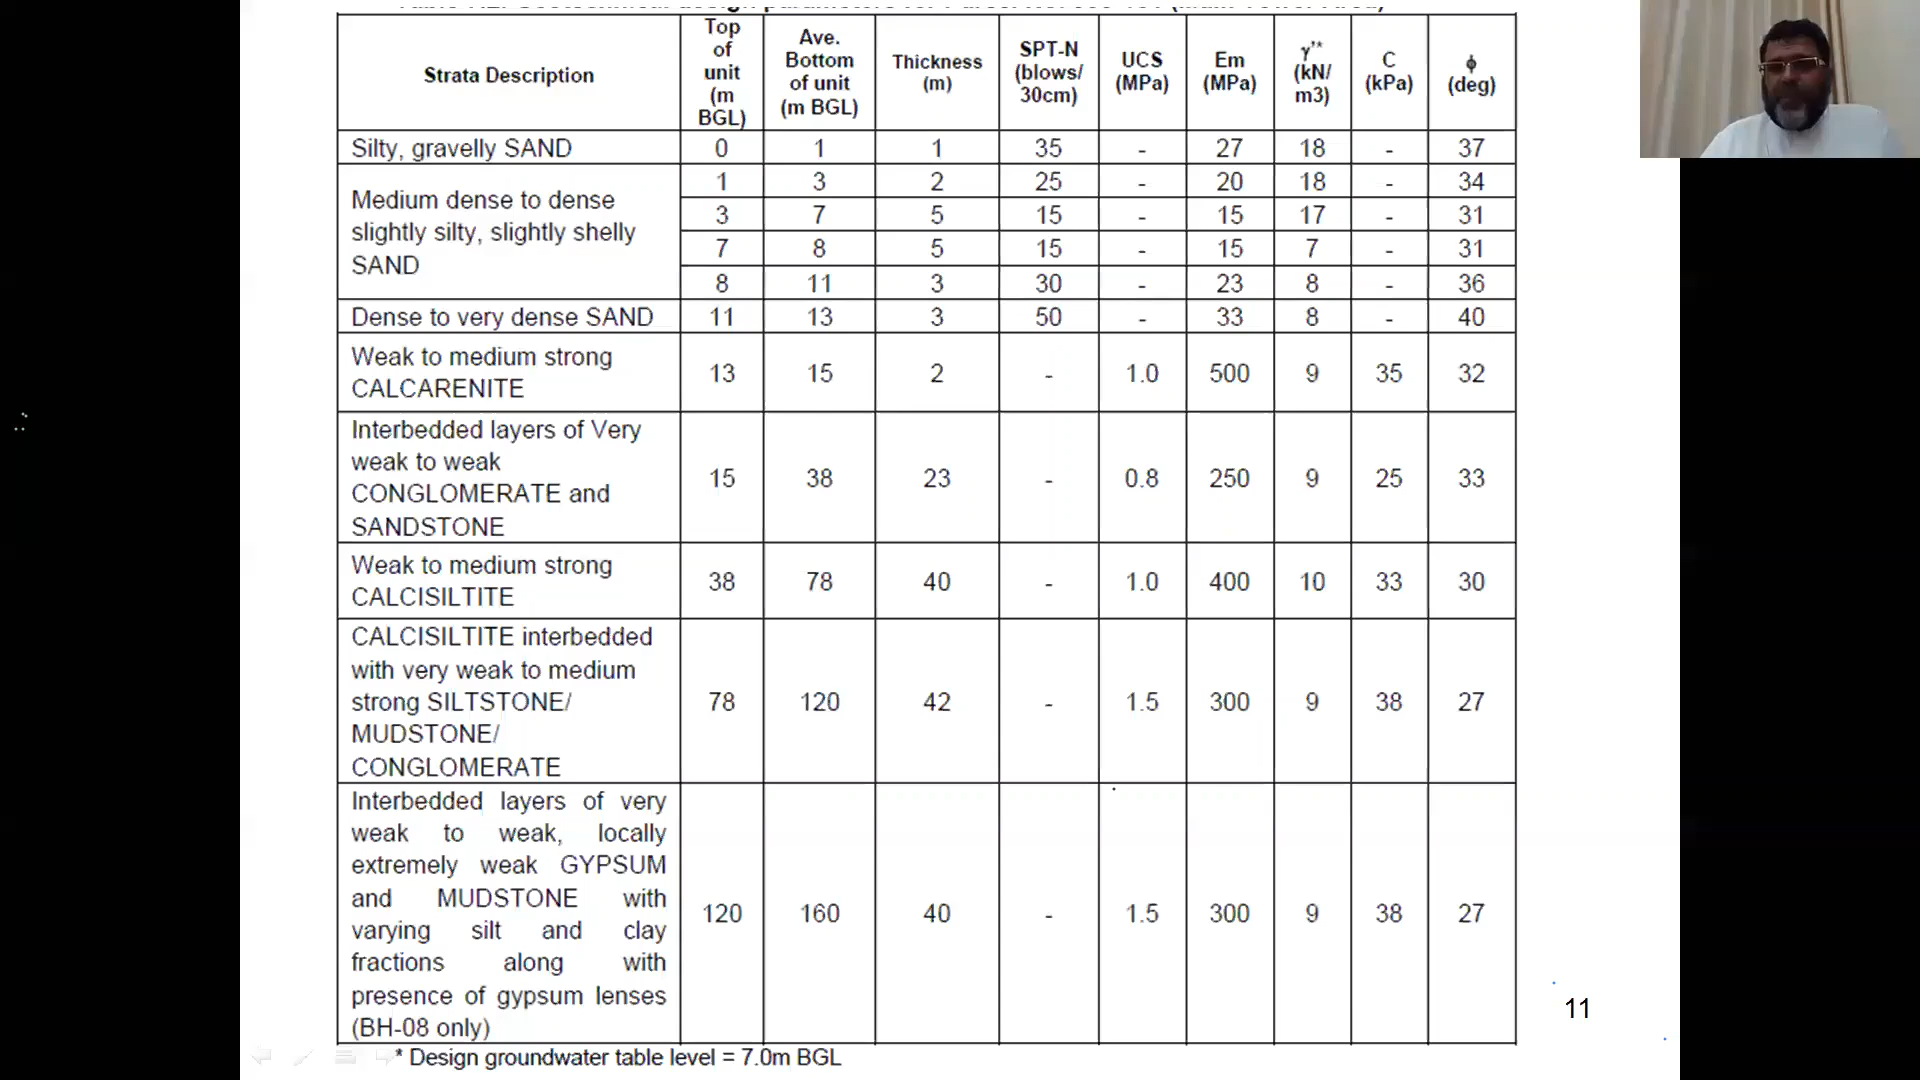 Strata Description
Top of unit (m BGL)
Ave. Bottom of unit (m BGL)
Thickness (m)
SPT-N (blows/ 30cm)
UCS (MPa)
Em (MPa)
γ'* (kN/ m3)
C (kPa)
ϕ (deg)
Silty, gravelly SAND 0 1 1 35 - 27 18 - 37
Medium dense to dense
slightly silty, slightly shelly
SAND
1 3 2 25 - 20 18 - 34
3 7 5 15 - 15 17 - 31
7 8 5 15 - 15 7 - 31
8 11 3 30 - 23 8 - 36
Dense to very dense SAND 11 13 3 50 - 33 8 - 40
Weak to medium strong
CALCARENITE
13 15 2 - 1.0 500 9 35 32
Interbedded layers of Very
weak to weak
CONGLOMERATE and
SANDSTONE
15 38 23 - 0.8 250 9 25 33
Weak to medium strong
CALCISILTITE
38 78 40 - 1.0 400 10 33 30
CALCISILTITE interbedded
with very weak to medium
strong SILTSTONE/
MUDSTONE/
CONGLOMERATE
78 120 42 - 1.5 300 9 38 27
Interbedded layers of very
weak to weak, locally
extremely weak GYPSUM
and MUDSTONE with
varying silt and clay
fractions along with
presence of gypsum lenses
(BH-08 only)
120 160 40 - 1.5 300 9 38 27
* Design groundwater table level = 7.0m BGL
11